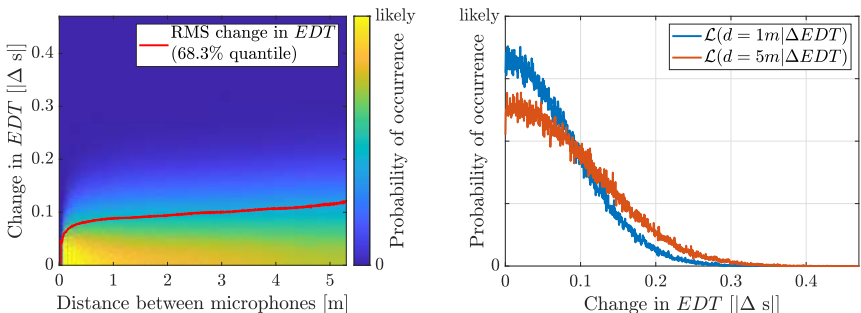 RMS change in EDT
(68.3% quantile)
Change in EDT [|Δ s|]
0.4
0.3
0.2
0.1
0
0 1 2 3 4 5
Distance between microphones [m]
likely
Probability of occurrence
0
likely
Probability of occurrence
0
ℒ(d = 1m|ΔEDT)
ℒ(d = 5m|ΔEDT)
0 0.1 0.2 0.3 0.4
Change in EDT [|Δ s|]